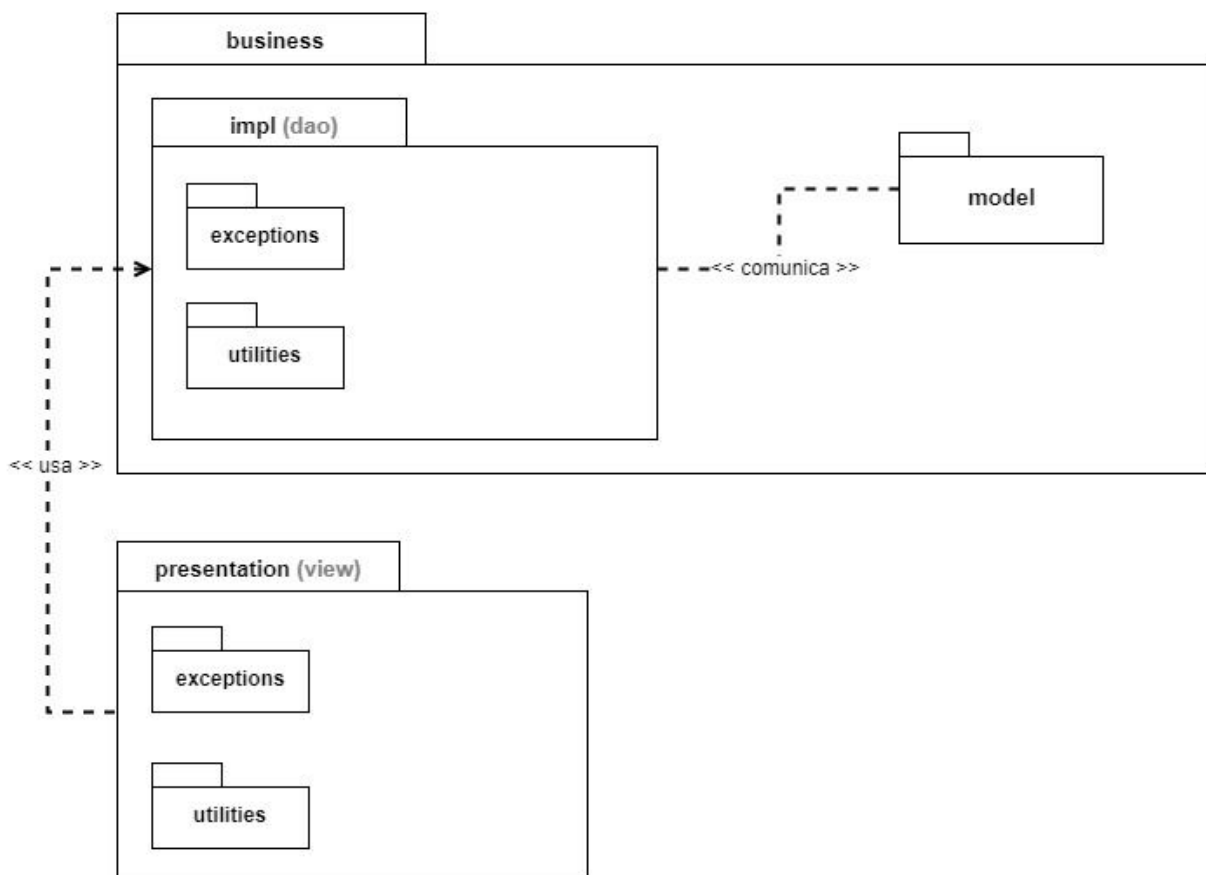 business
impl (dao)
exceptions
utilities
model
<< comunica >>
<< usa >>
presentation (view)
exceptions
utilities